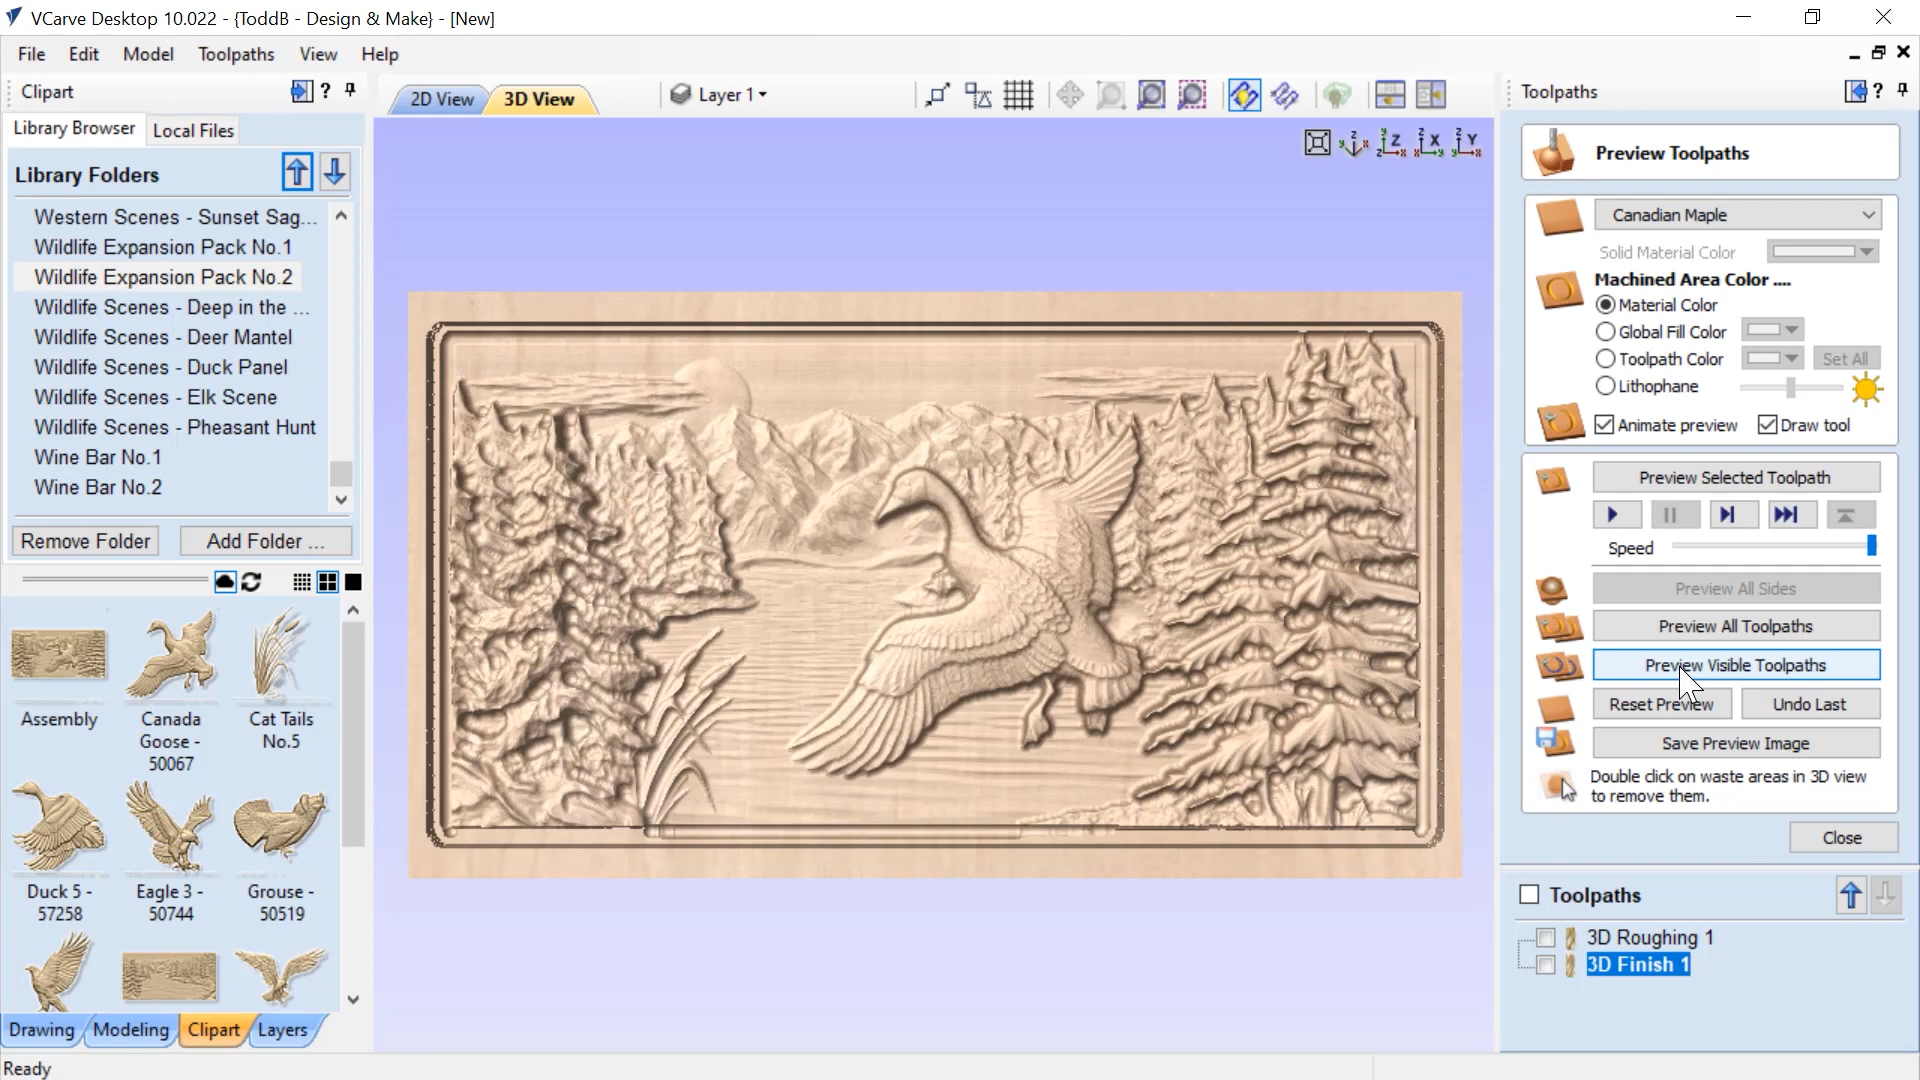 VCarve Desktop 10.022 - {ToddB - Design & Make} - [New]
File Edit Model Toolpaths View Help
Clipart
Library Browser Local Files
Library Folders
Western Scenes - Sunset Sag...
Wildlife Expansion Pack No.1
Wildlife Expansion Pack No.2
Wildlife Scenes - Deep in the ...
Wildlife Scenes - Deer Mantel
Wildlife Scenes - Duck Panel
Wildlife Scenes - Elk Scene
Wildlife Scenes - Pheasant Hunt
Wine Bar No.1
Wine Bar No.2
Remove Folder Add Folder ...
Assembly
Canada Goose - 50067
Cat Tails No.5
Duck 5 - 57258
Eagle 3 - 50744
Grouse - 50519
Drawing Modeling Clipart Layers
Ready
2D View 3D View
Layer 1
Toolpaths
Preview Toolpaths
Canadian Maple
Solid Material Color
Machined Area Color ....
Material Color
Global Fill Color
Toolpath Color Set All
Lithophane
Animate preview Draw tool
Preview Selected Toolpath
Speed
Preview All Sides
Preview All Toolpaths
Preview Visible Toolpaths
Reset Preview Undo Last
Save Preview Image
Double click on waste areas in 3D view
to remove them.
Close
Toolpaths
3D Roughing 1
3D Finish 1